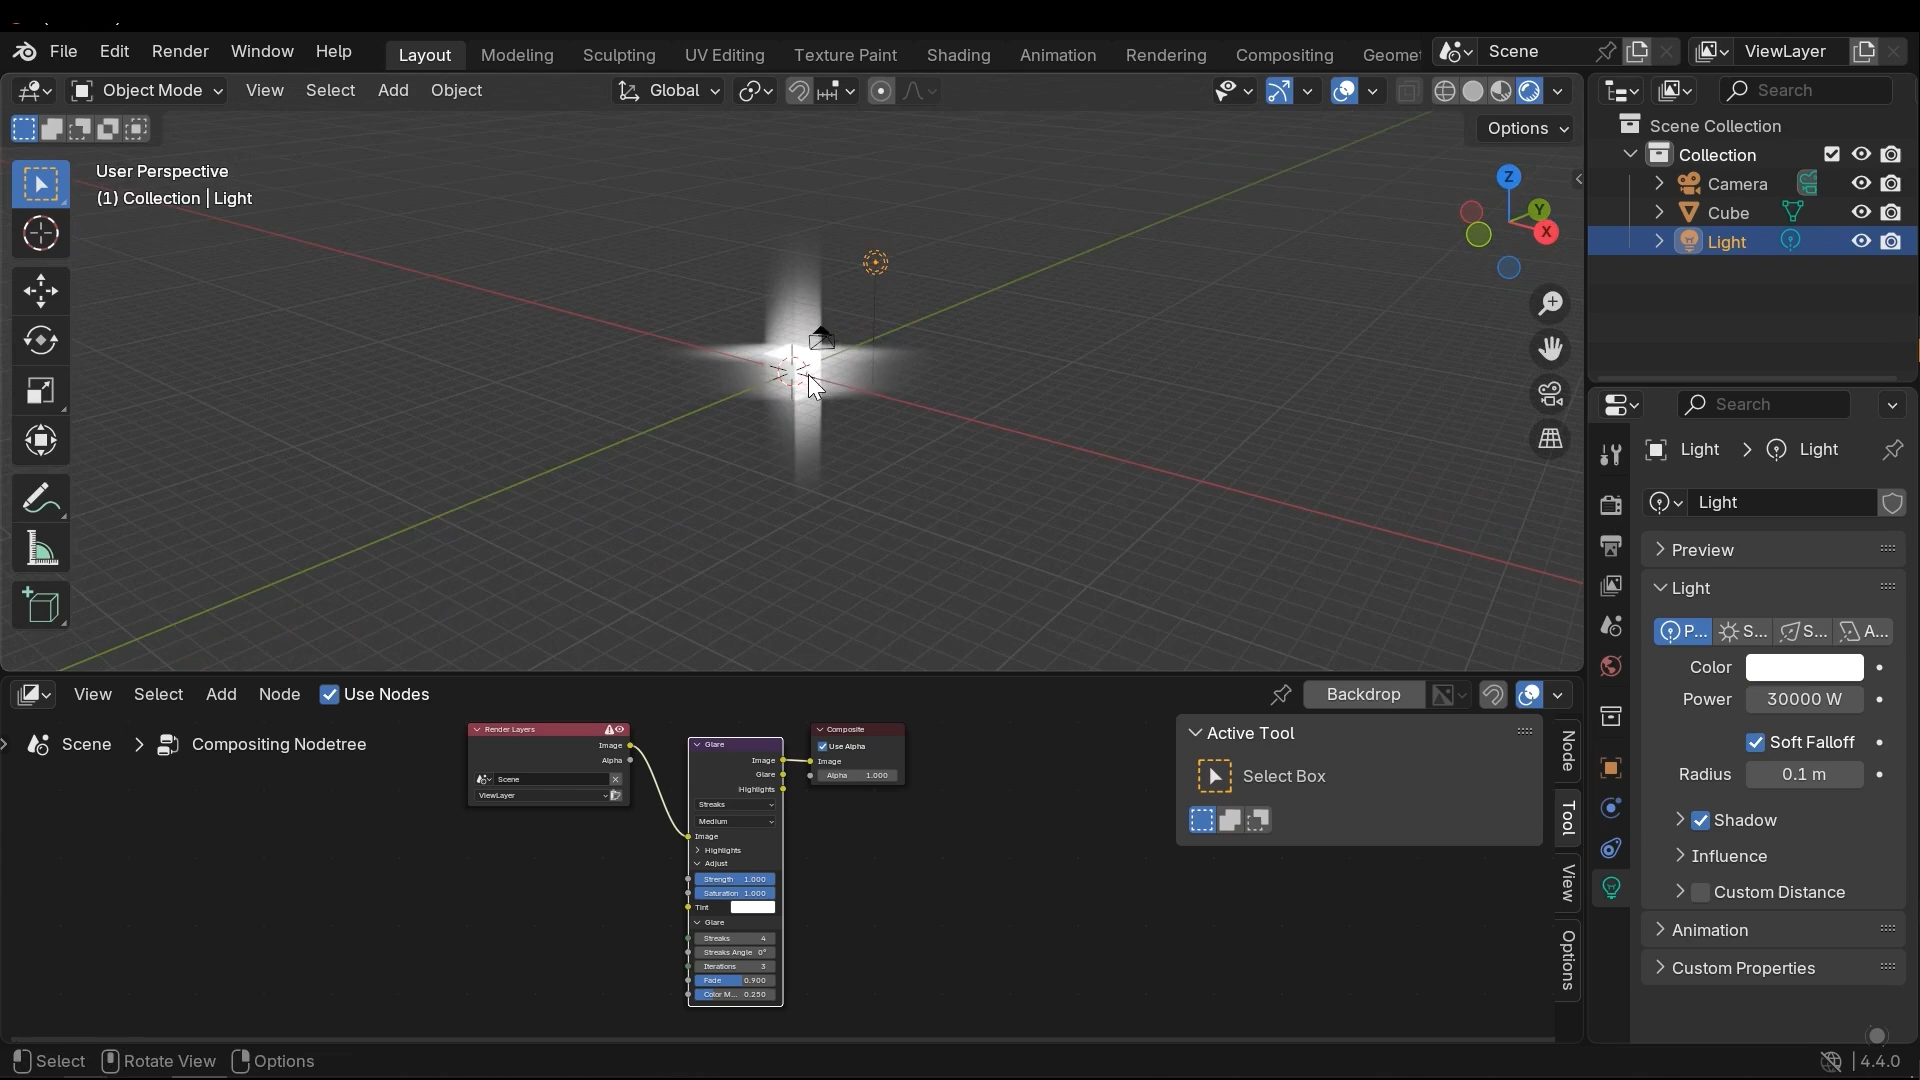 File Edit Render Window Help Layout Modeling Sculpting UV Editing Texture Paint Shading Animation Rendering Compositing Geomet Scene ViewLayer
Object Mode View Select Add Object Global Search
Options
Scene Collection
Collection
Camera
Cube
Light
User Perspective
(1) Collection | Light
Z
Y
X
Search
Light > Light
Light
Preview
Light
P... S... S... A...
Color
Power 30000 W
Soft Falloff
Radius 0.1 m
Shadow
Influence
Custom Distance
Animation
Custom Properties
View Select Add Node Use Nodes Backdrop
Scene > Compositing Nodetree
Render Layers
Image
Alpha
Scene
ViewLayer
Glare
Image
Glare
Highlights
Streaks
Medium
Image
Highlights
Adjust
Strength 1.000
Saturation 1.000
Tint
Glare
Streaks 4
Streaks Angle 0°
Iterations 3
Fade 0.900
Color M... 0.250
Composite
Use Alpha
Image
Alpha 1.000
Active Tool
Select Box
Node
Tool
View
Options
Select Rotate View Options 4.4.0